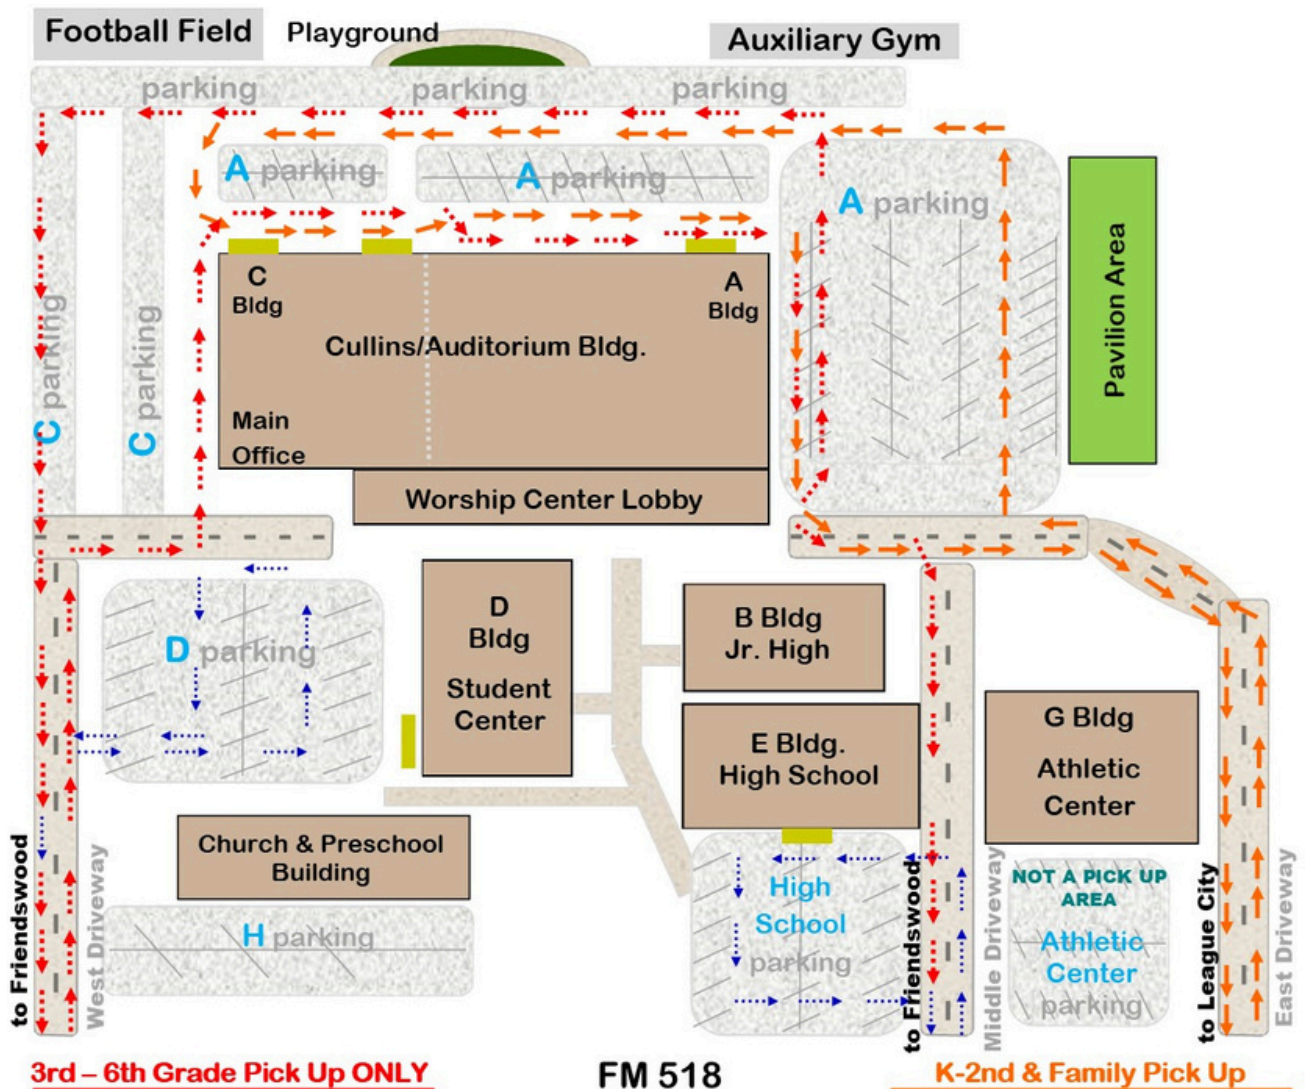 Football Field
Playground
Auxiliary Gym
parking
parking
parking
A parking
A parking
A parking
C
Bldg
A
Bldg
Cullins/Auditorium Bldg.
Pavilion Area
C parking
C parking
Main
Office
Worship Center Lobby
D
Bldg
Student
Center
B Bldg
Jr. High
D parking
E Bldg.
High School
G Bldg
Athletic
Center
Church & Preschool
Building
High
School
parking
NOT A PICK UP
AREA
Athletic
Center
parking
H parking
to Friendswood
West Driveway
to Friendswood
Middle Driveway
to League City
East Driveway
3rd – 6th Grade Pick Up ONLY
FM 518
K-2nd & Family Pick Up